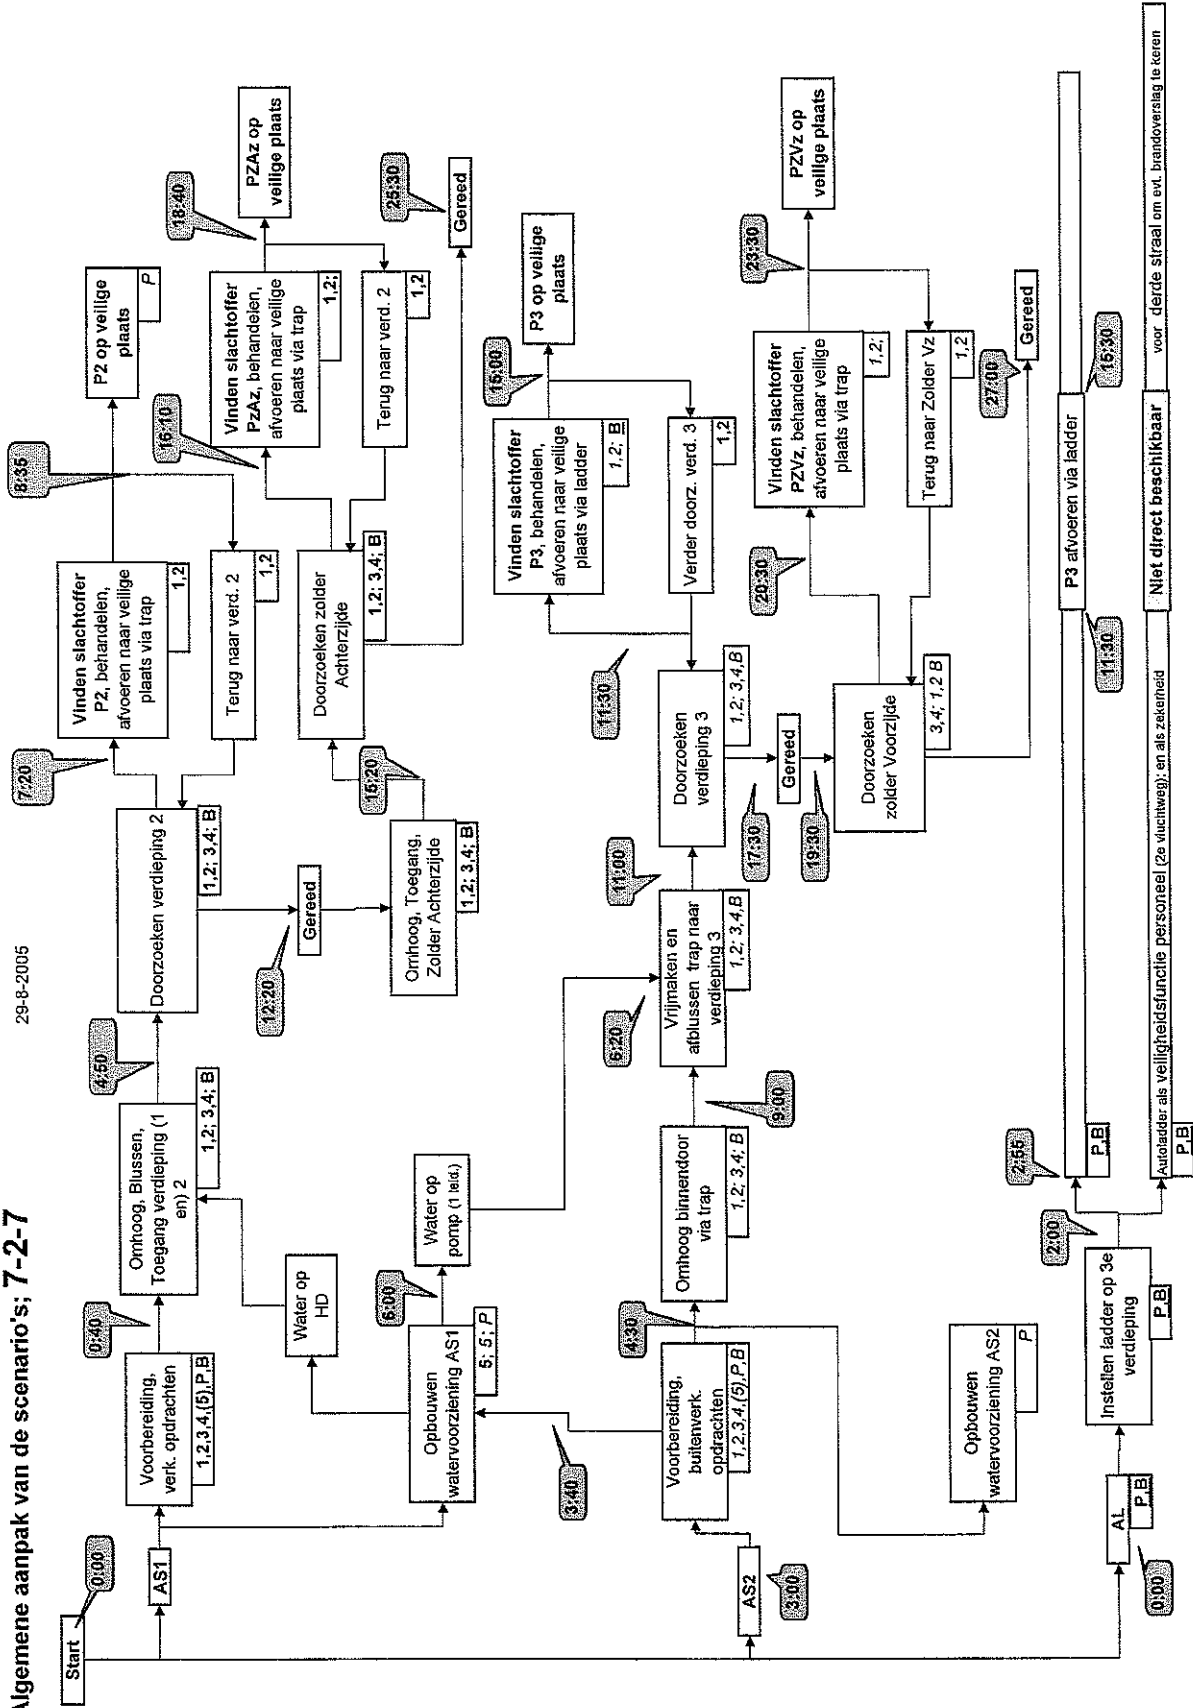 Algemene aanpak van de scenario's; 7-2-7
29-8-2005
Start
0:00
AS1
Voorbereiding,
verk. opdrachten
1,2,3,4,(5),P,B
0:40
Omhoog, Blussen,
Toegang verdieping (1
en) 2
1,2; 3,4; B
4:50
Doorzoeken verdieping 2
1,2; 3,4; B
7:20
Vinden slachtoffer
P2, behandelen,
afvoeren naar veilige
plaats via trap
1,2
8:35
P2 op veilige
plaats
P
Terug naar verd. 2
1,2
12:20
Gereed
Omhoog, Toegang,
Zolder Achterzijde
1,2; 3,4; B
15:20
Doorzoeken zolder
Achterzijde
1,2; 3,4; B
16:10
Vinden slachtoffer
PzAz, behandelen,
afvoeren naar veilige
plaats via trap
1,2;
18:40
PZAz op
veilige plaats
Terug naar verd. 2
1,2
25:30
Gereed
Water op
HD
Opbouwen
watervoorziening AS1
5; 5; P
6:00
Water op
pomp (1 leid.)
3:40
AS2
3:00
Voorbereiding,
buitenverk.
opdrachten
1,2,3,4,(5),P,B
4:30
Omhoog binnendoor
via trap
1,2; 3,4; B
9:00
6:20
Vrijmaken en
afblussen trap naar
verdieping 3
1,2; 3,4,B
11:00
Doorzoeken
verdieping 3
1,2; 3,4,B
11:30
Vinden slachtoffer
P3, behandelen,
afvoeren naar veilige
plaats via ladder
1,2; B
15:00
P3 op veilige
plaats
Verder doorz. verd. 3
1,2
17:30
Gereed
19:30
Doorzoeken
zolder Voorzijde
3,4; 1,2 B
20:30
Vinden slachtoffer
PZVz, behandelen,
afvoeren naar veilige
plaats via trap
1,2;
23:30
PZVz op
veilige plaats
Terug naar Zolder Vz
1,2
27:00
Gereed
Opbouwen
watervoorziening AS2
P
AL
P,B
0:00
Instellen ladder op 3e
verdieping
P,B
2:00
2:55
P,B
11:30
P3 afvoeren via ladder
15:30
Autoladder als veiligheidsfunctie personeel (2e vluchtweg); en als zekerheid
P,B
Niet direct beschikbaar
voor derde straal om evt. brandoverslag te keren